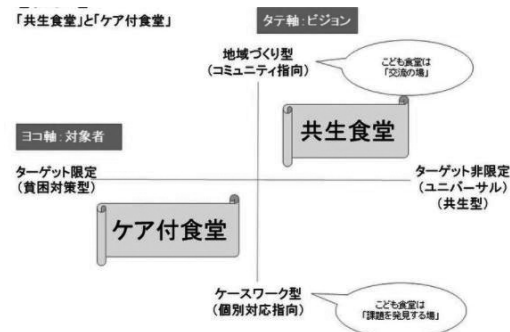 「共生食堂」と「ケア付食堂」
タテ軸:ビジョン
地域づくり型
(コミュニティ指向)
こども食堂は
「交流の場」
共生食堂
ヨコ軸:対象者
ターゲット限定
(貧困対策型)
ターゲット非限定
(ユニバーサル)
(共生型)
ケア付食堂
ケースワーク型
(個別対応指向)
こども食堂は
「課題を発見する場」